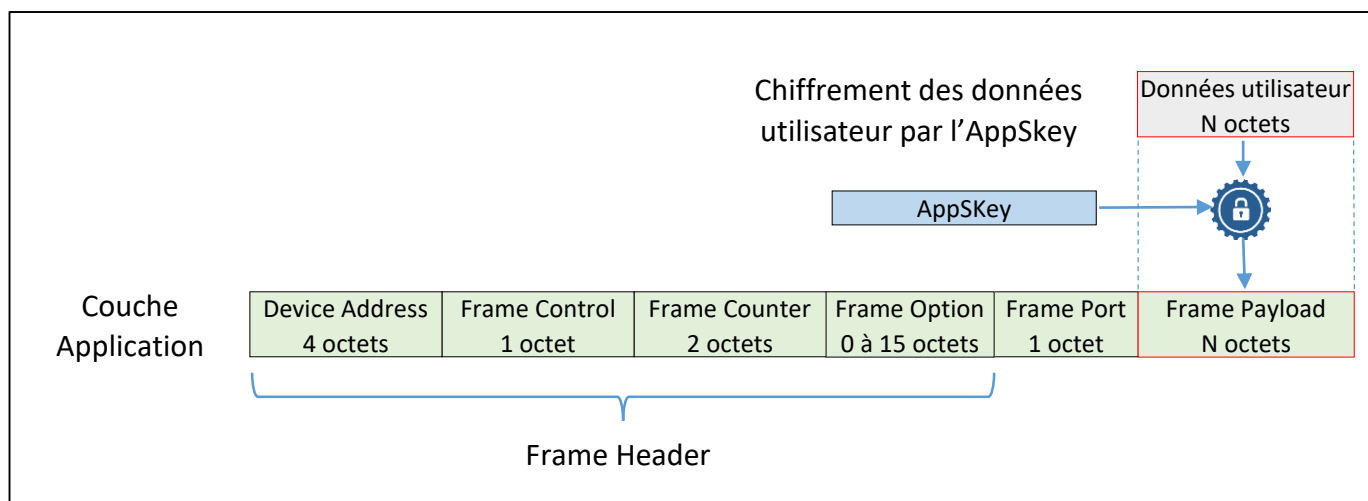 Chiffrement des données
utilisateur par l'AppSkey
Données utilisateur
N octets
AppSKey
Couche
Application
Device Address
4 octets
Frame Control
1 octet
Frame Counter
2 octets
Frame Option
0 à 15 octets
Frame Port
1 octet
Frame Payload
N octets
Frame Header